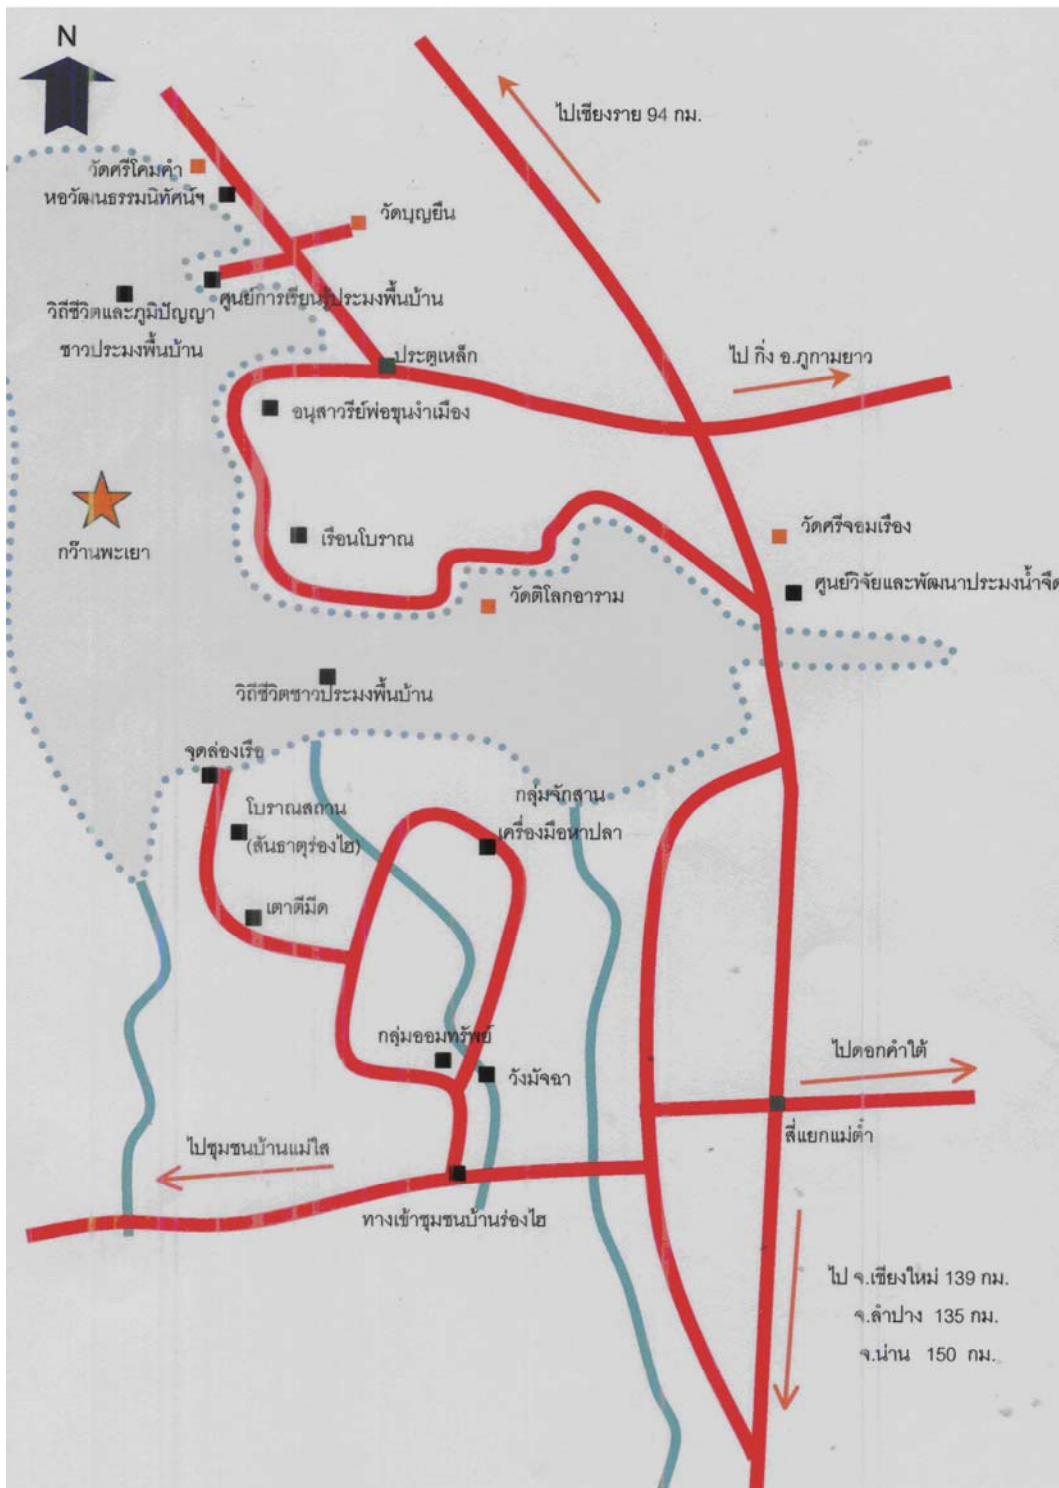 N
ไปเชียงราย 94 กม.
วัดศรีโคมคำ
หอวัฒนธรรมนิทัศน์ฯ
วัดบุญยืน
ศูนย์การเรียนรู้ประมงพื้นบ้าน
วิถีชีวิตและภูมิปัญญา
ชาวประมงพื้นบ้าน
ประตูเหล็ก
ไป กิ่ง อ.ภูกามยาว
อนุสาวรีย์พ่อขุนงำเมือง
กว๊านพะเยา
เรือนโบราณ
วัดศรีจอมเรือง
ศูนย์วิจัยและพัฒนาประมงน้ำจืด
วัดติโลกอาราม
วิถีชีวิตชาวประมงพื้นบ้าน
จุดล่องเรือ
โบราณสถาน
(สันธาตุร่องไฮ)
กลุ่มจักสาน
เครื่องมือหาปลา
เตาตีมีด
กลุ่มออมทรัพย์
วังมัจฉา
ไปดอกคำใต้
สี่แยกแม่ต๋ำ
ไปชุมชนบ้านแม่ใส
ทางเข้าชุมชนบ้านร่องไฮ
ไป จ.เชียงใหม่ 139 กม.
จ.ลำปาง 135 กม.
จ.น่าน 150 กม.